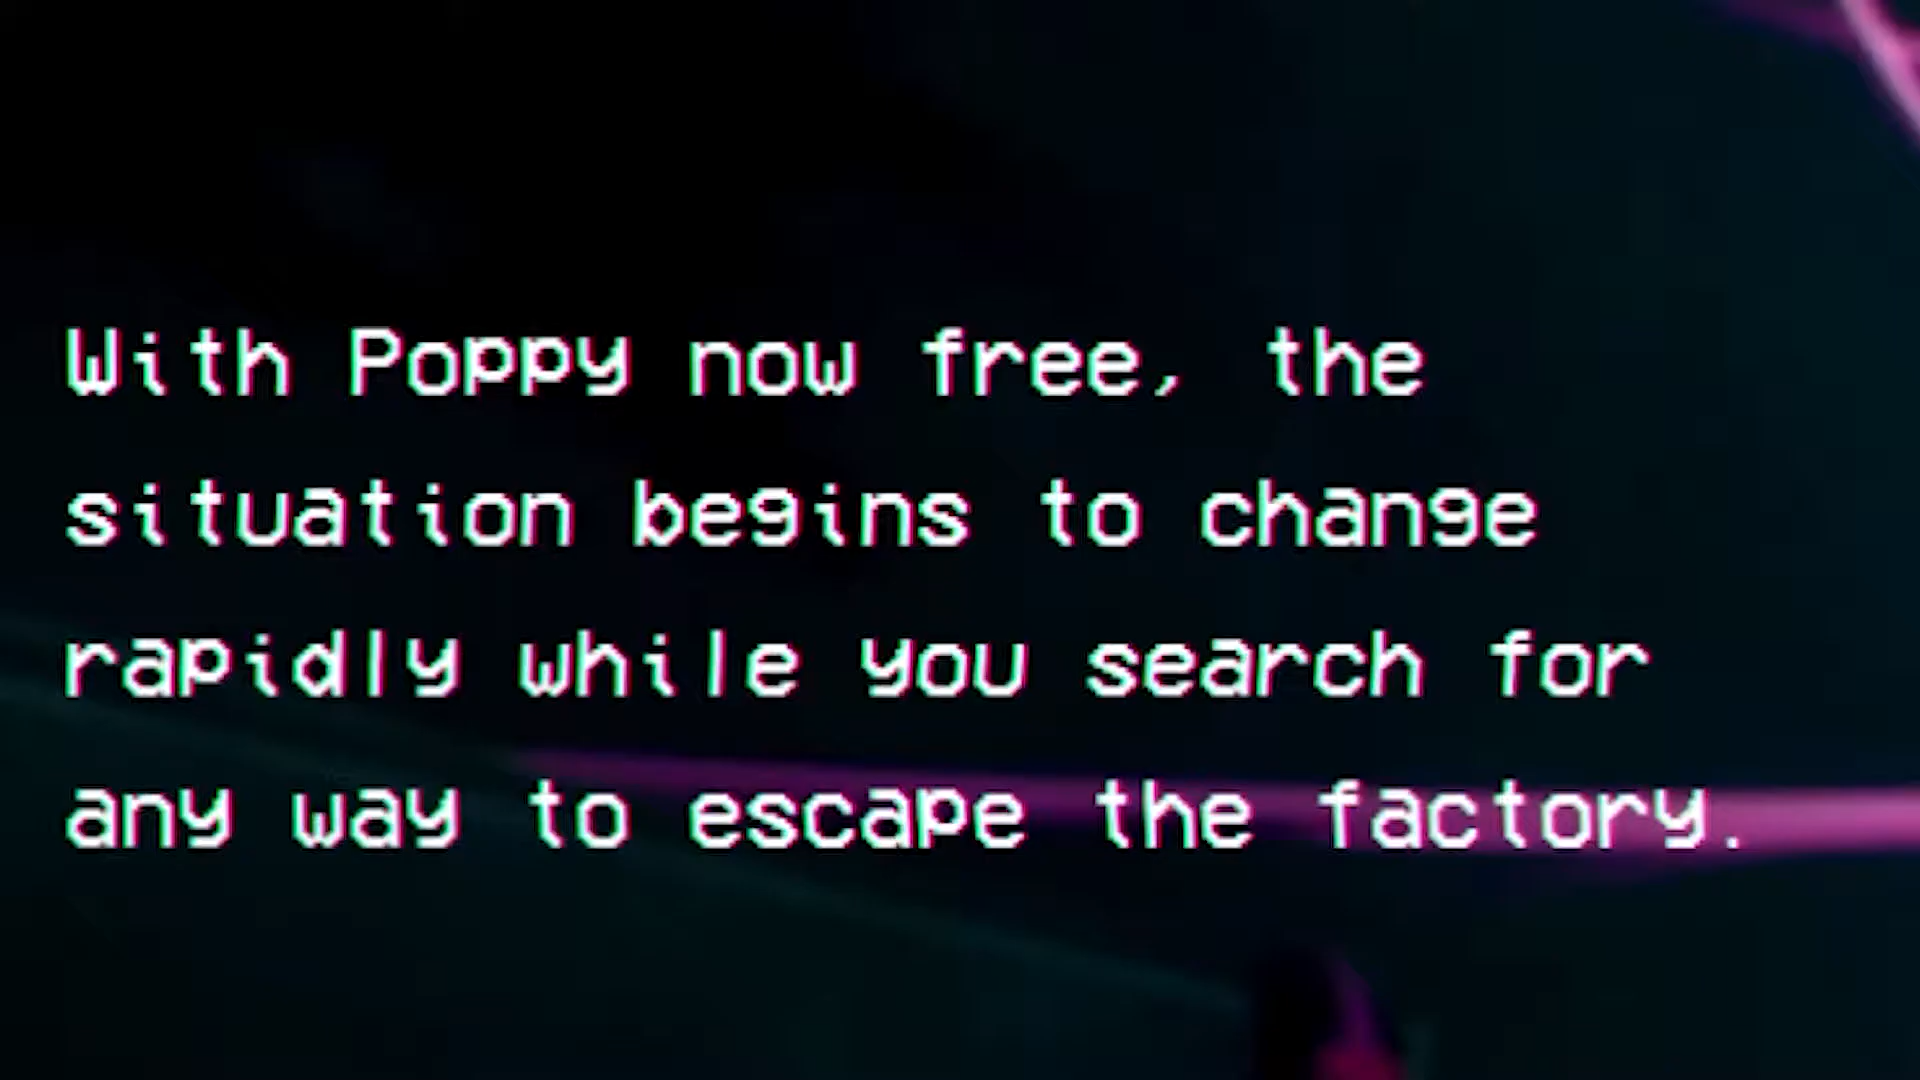 With Poppy now free, the
situation begins to change
rapidly while you search for
any way to escape the factory.